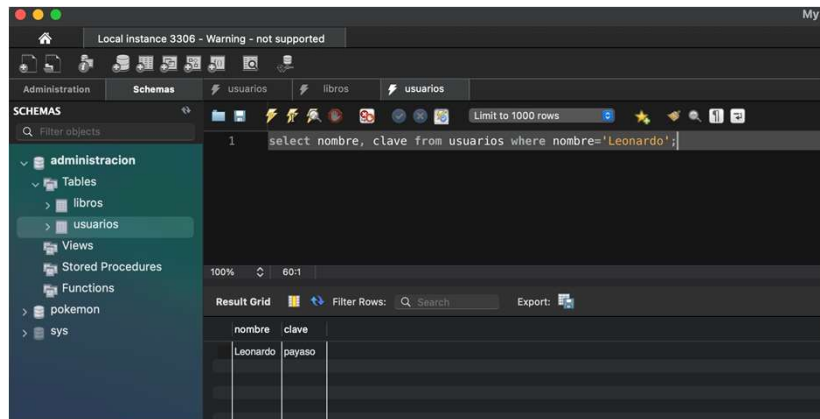 My
Local instance 3306 - Warning - not supported
Administration Schemas usuarios libros usuarios
SCHEMAS
Filter objects
Limit to 1000 rows
1 select nombre, clave from usuarios where nombre='Leonardo';
administracion
Tables
libros
usuarios
Views
Stored Procedures
Functions
pokemon
sys
100% 60:1
Result Grid Filter Rows: Search Export:
nombre clave
Leonardo payaso